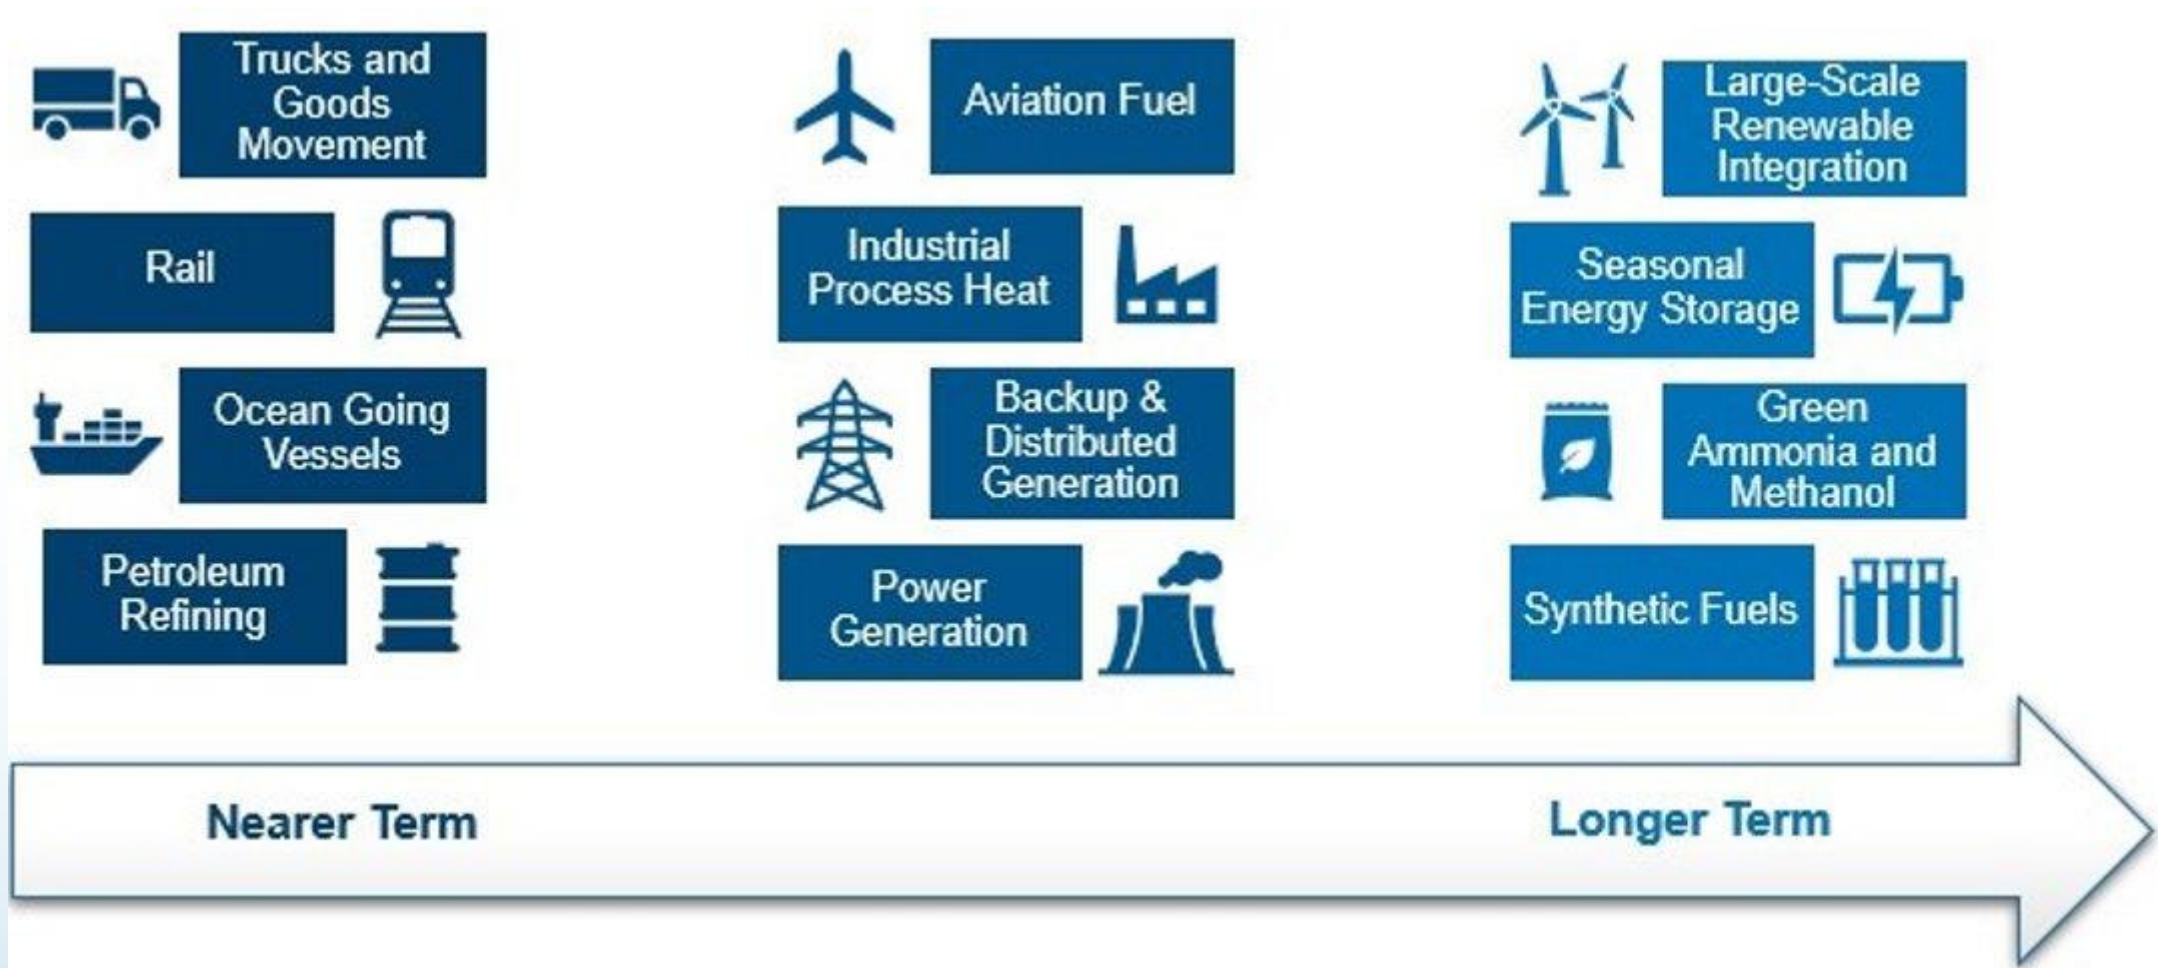 Trucks and
Goods
Movement
Rail
Ocean Going
Vessels
Petroleum
Refining
Aviation Fuel
Industrial
Process Heat
Backup &
Distributed
Generation
Power
Generation
Large-Scale
Renewable
Integration
Seasonal
Energy Storage
Green
Ammonia and
Methanol
Synthetic Fuels
Nearer Term
Longer Term